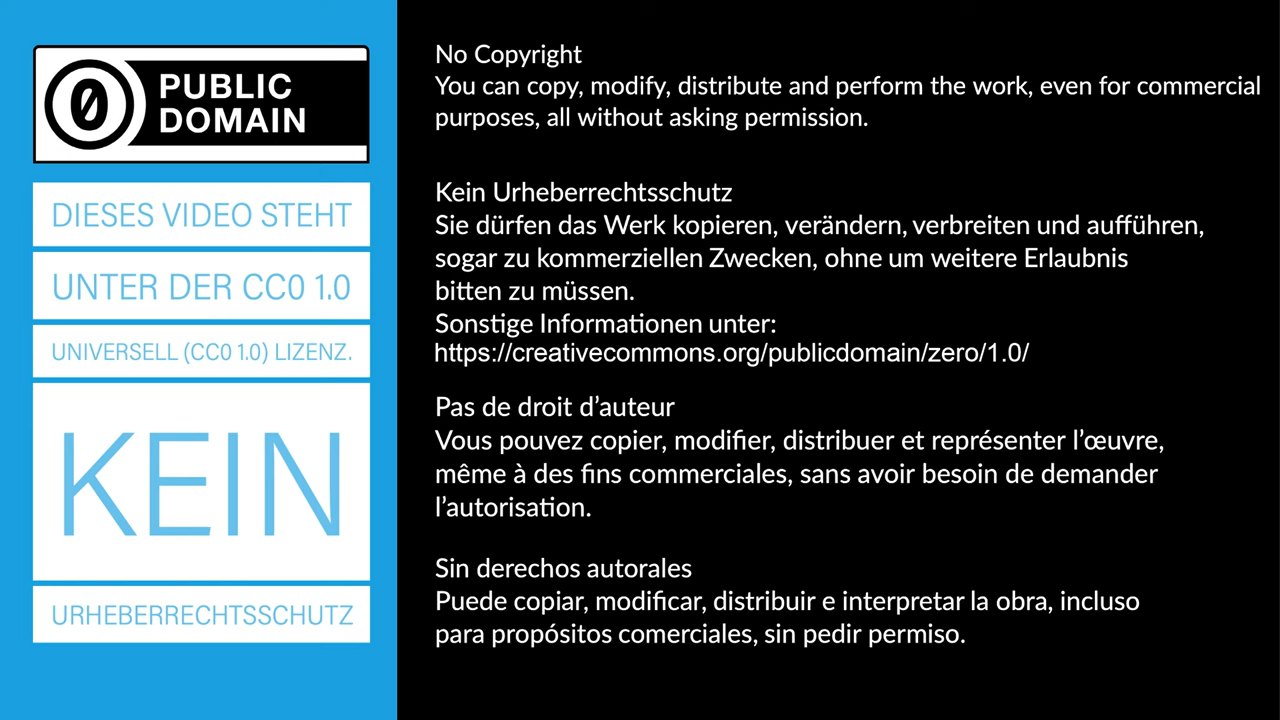 0
PUBLIC
DOMAIN
DIESES VIDEO STEHT
UNTER DER CC0 1.0
UNIVERSELL (CC0 1.0) LIZENZ.
KEIN
URHEBERRECHTSSCHUTZ
No Copyright
You can copy, modify, distribute and perform the work, even for commercial
purposes, all without asking permission.
Kein Urheberrechtsschutz
Sie dürfen das Werk kopieren, verändern, verbreiten und aufführen,
sogar zu kommerziellen Zwecken, ohne um weitere Erlaubnis
bitten zu müssen.
Sonstige Informationen unter:
https://creativecommons.org/publicdomain/zero/1.0/
Pas de droit d’auteur
Vous pouvez copier, modifier, distribuer et représenter l’œuvre,
même à des fins commerciales, sans avoir besoin de demander
l’autorisation.
Sin derechos autorales
Puede copiar, modificar, distribuir e interpretar la obra, incluso
para propósitos comerciales, sin pedir permiso.